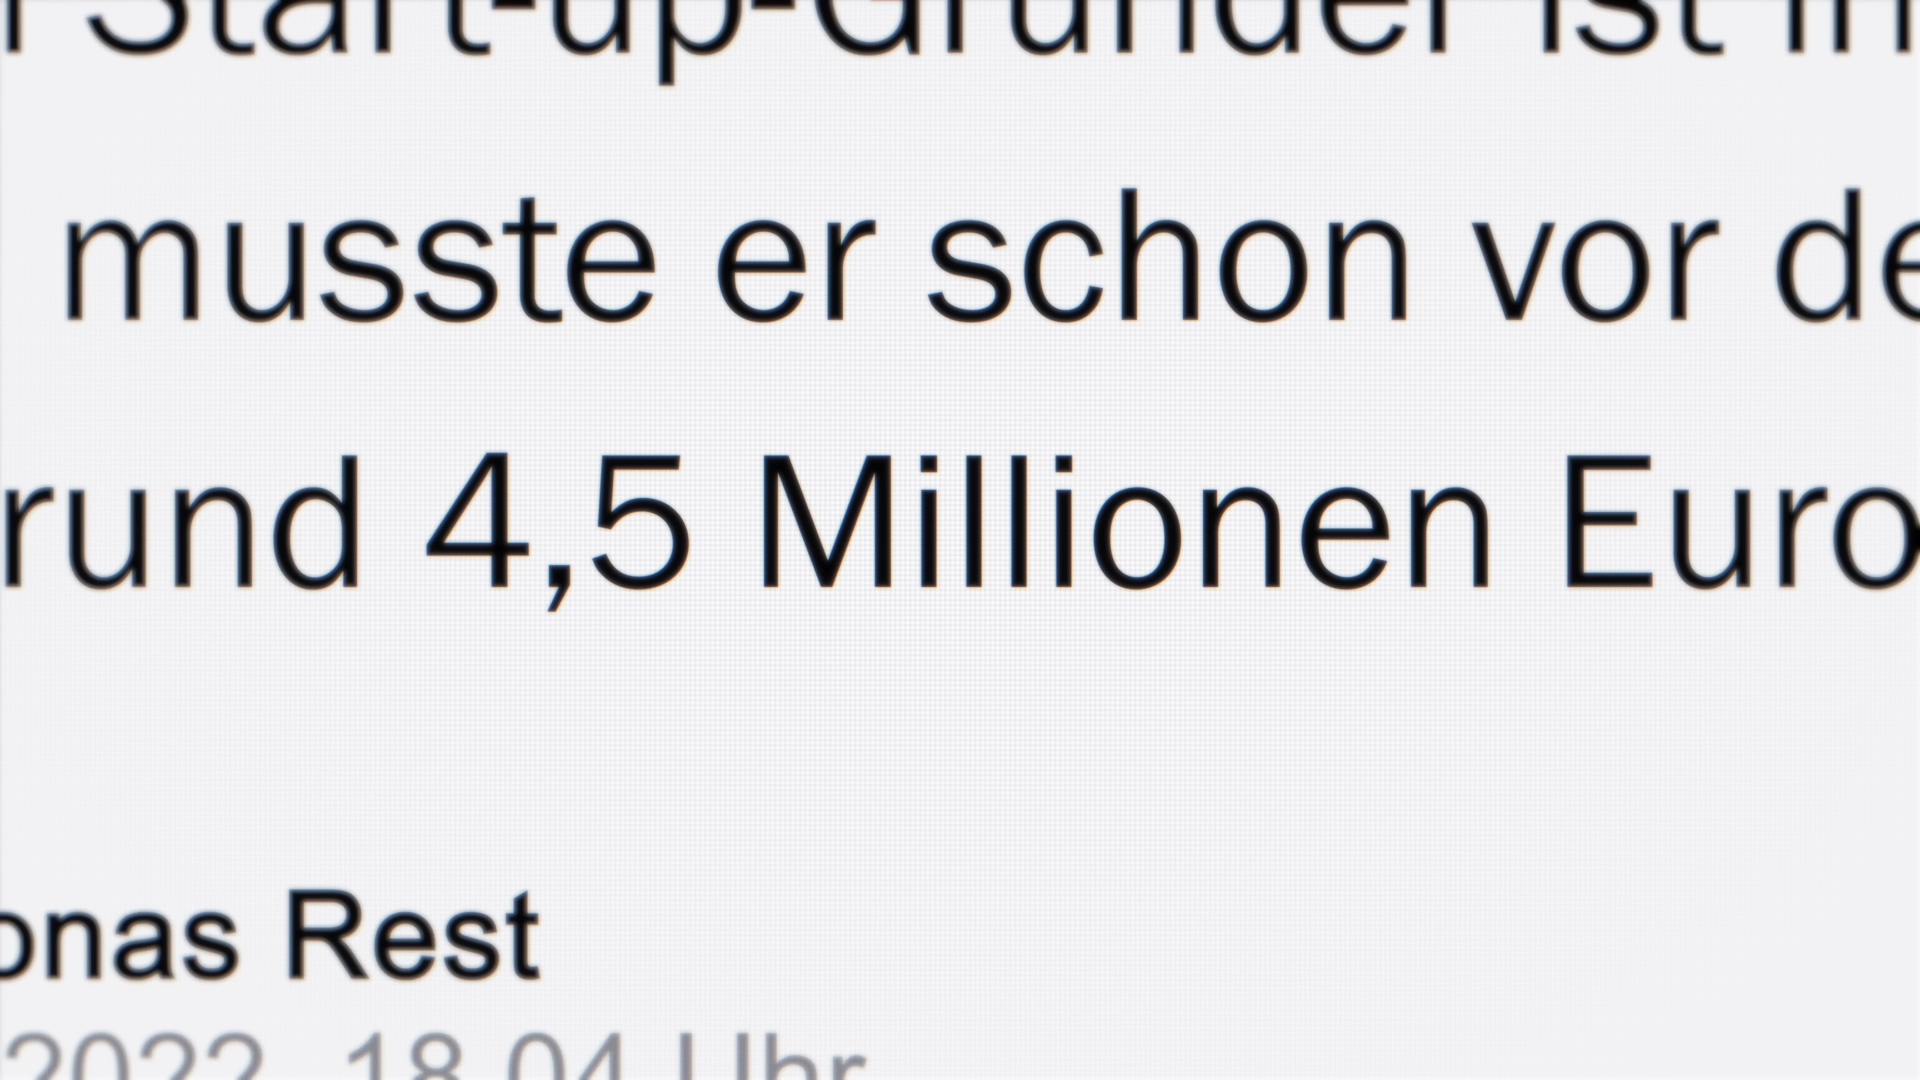 Start-up-Gründer ist in
musste er schon vor de
rund 4,5 Millionen Euro
onas Rest
2022, 18.04 Uhr